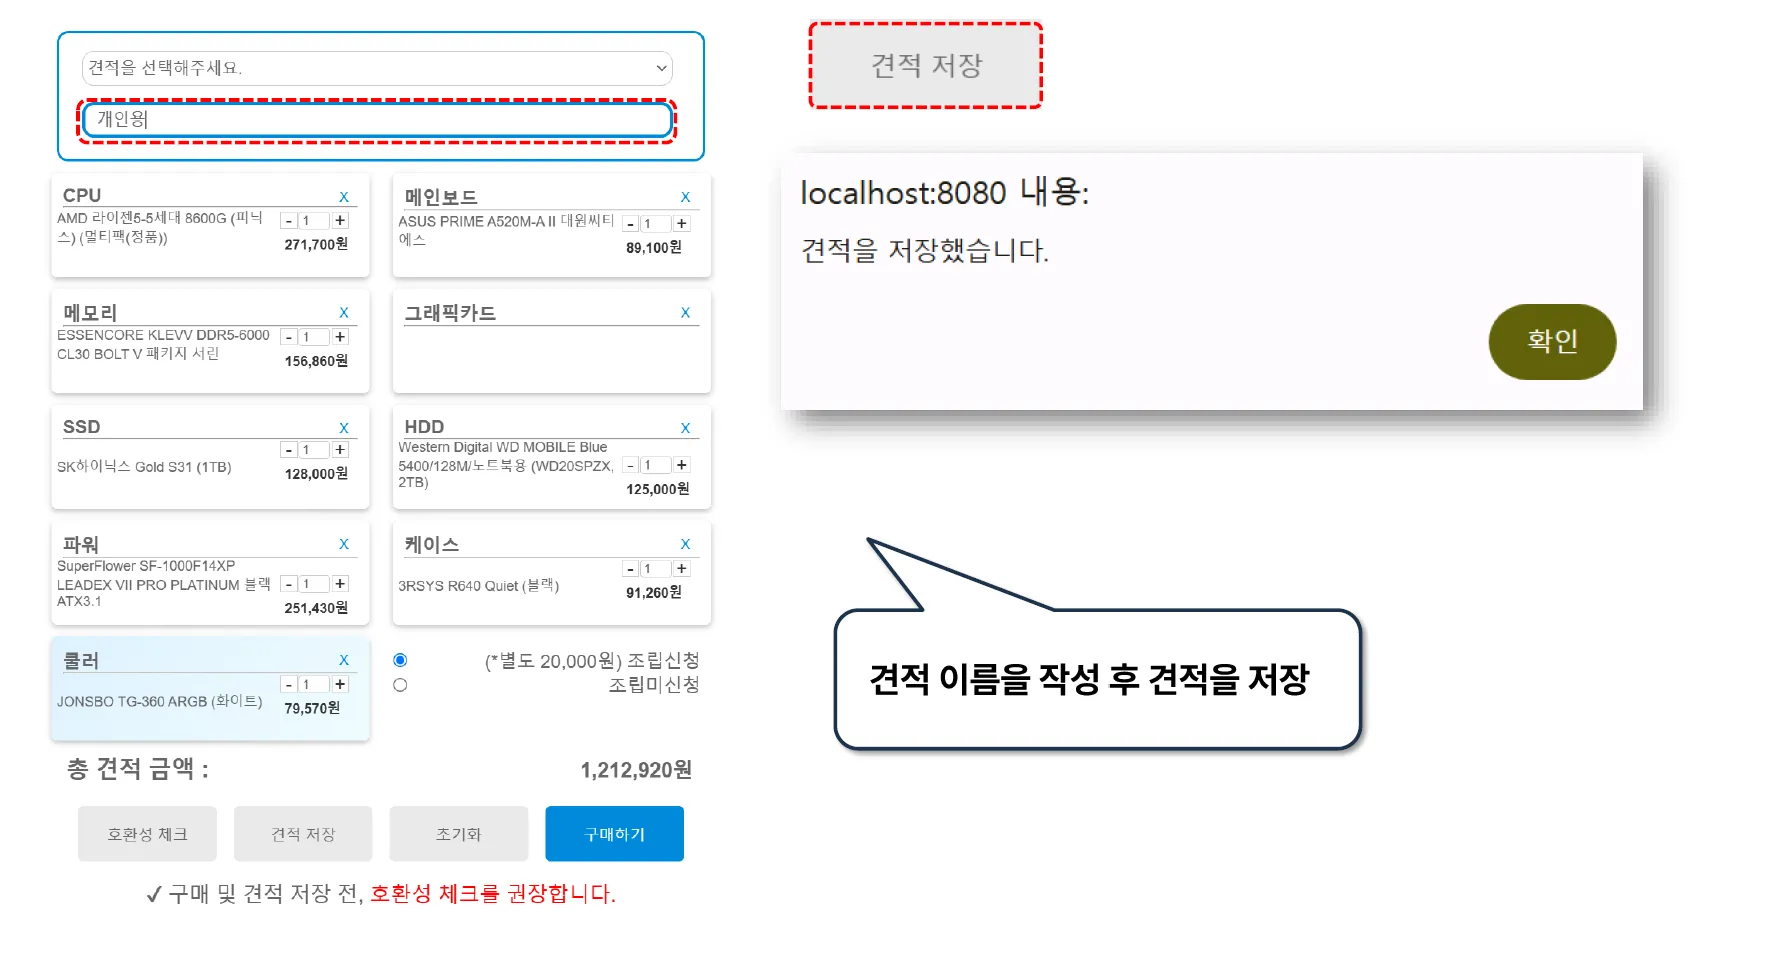 견적을 선택해주세요.
개인용
CPU X
AMD 라이젠5-5세대 8600G (피닉
스) (멀티팩(정품))
- 1 +
271,700원
메인보드 X
ASUS PRIME A520M-A II 대원씨티
에스
- 1 +
89,100원
메모리 X
ESSENCORE KLEVV DDR5-6000
CL30 BOLT V 패키지 서린
- 1 +
156,860원
그래픽카드 X
SSD X
SK하이닉스 Gold S31 (1TB)
- 1 +
128,000원
HDD X
Western Digital WD MOBILE Blue
5400/128M/노트북용 (WD20SPZX,
2TB)
- 1 +
125,000원
파워 X
SuperFlower SF-1000F14XP
LEADEX VII PRO PLATINUM 블랙
ATX3.1
- 1 +
251,430원
케이스 X
3RSYS R640 Quiet (블랙)
- 1 +
91,260원
쿨러 X
JONSBO TG-360 ARGB (화이트)
- 1 +
79,570원
(*별도 20,000원) 조립신청
조립미신청
총 견적 금액 : 1,212,920원
호환성 체크
견적 저장
초기화
구매하기
✓ 구매 및 견적 저장 전, 호환성 체크를 권장합니다.
견적 저장
localhost:8080 내용:
견적을 저장했습니다.
확인
견적 이름을 작성 후 견적을 저장